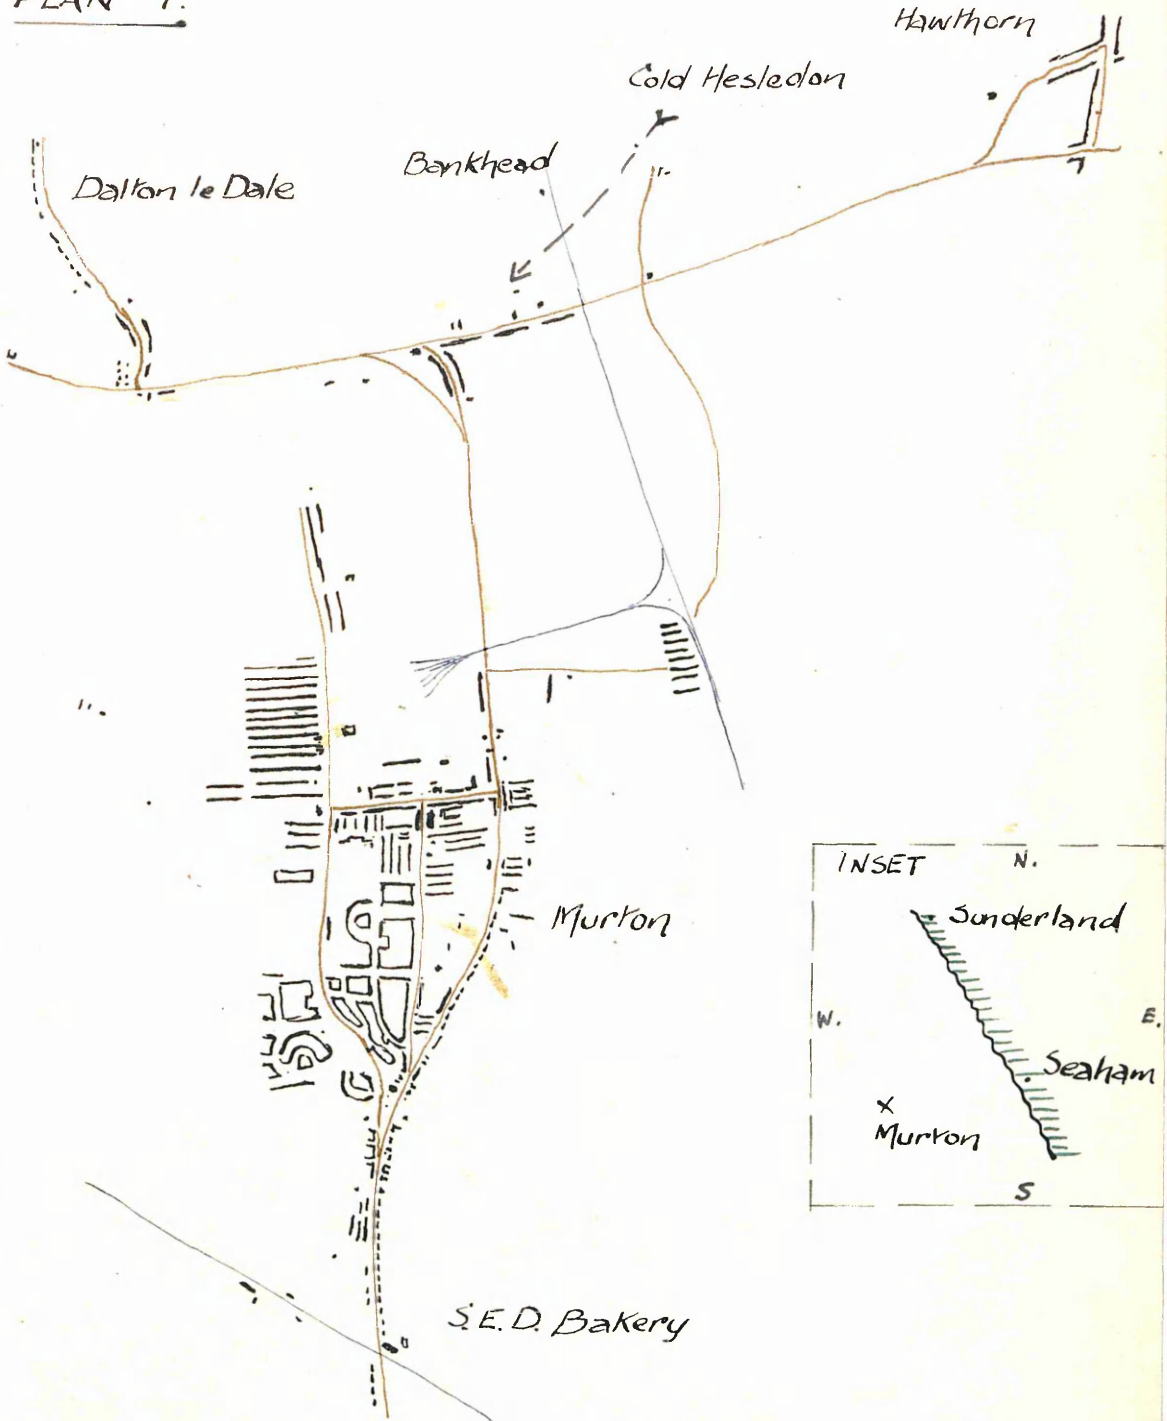 PLAN 1.
Hawthorn
Cold Hesledon
Bankhead
Dalton le Dale
Murton
INSET
N.
Sunderland
W.
E.
Seaham
x
Murton
S
S.E.D. Bakery